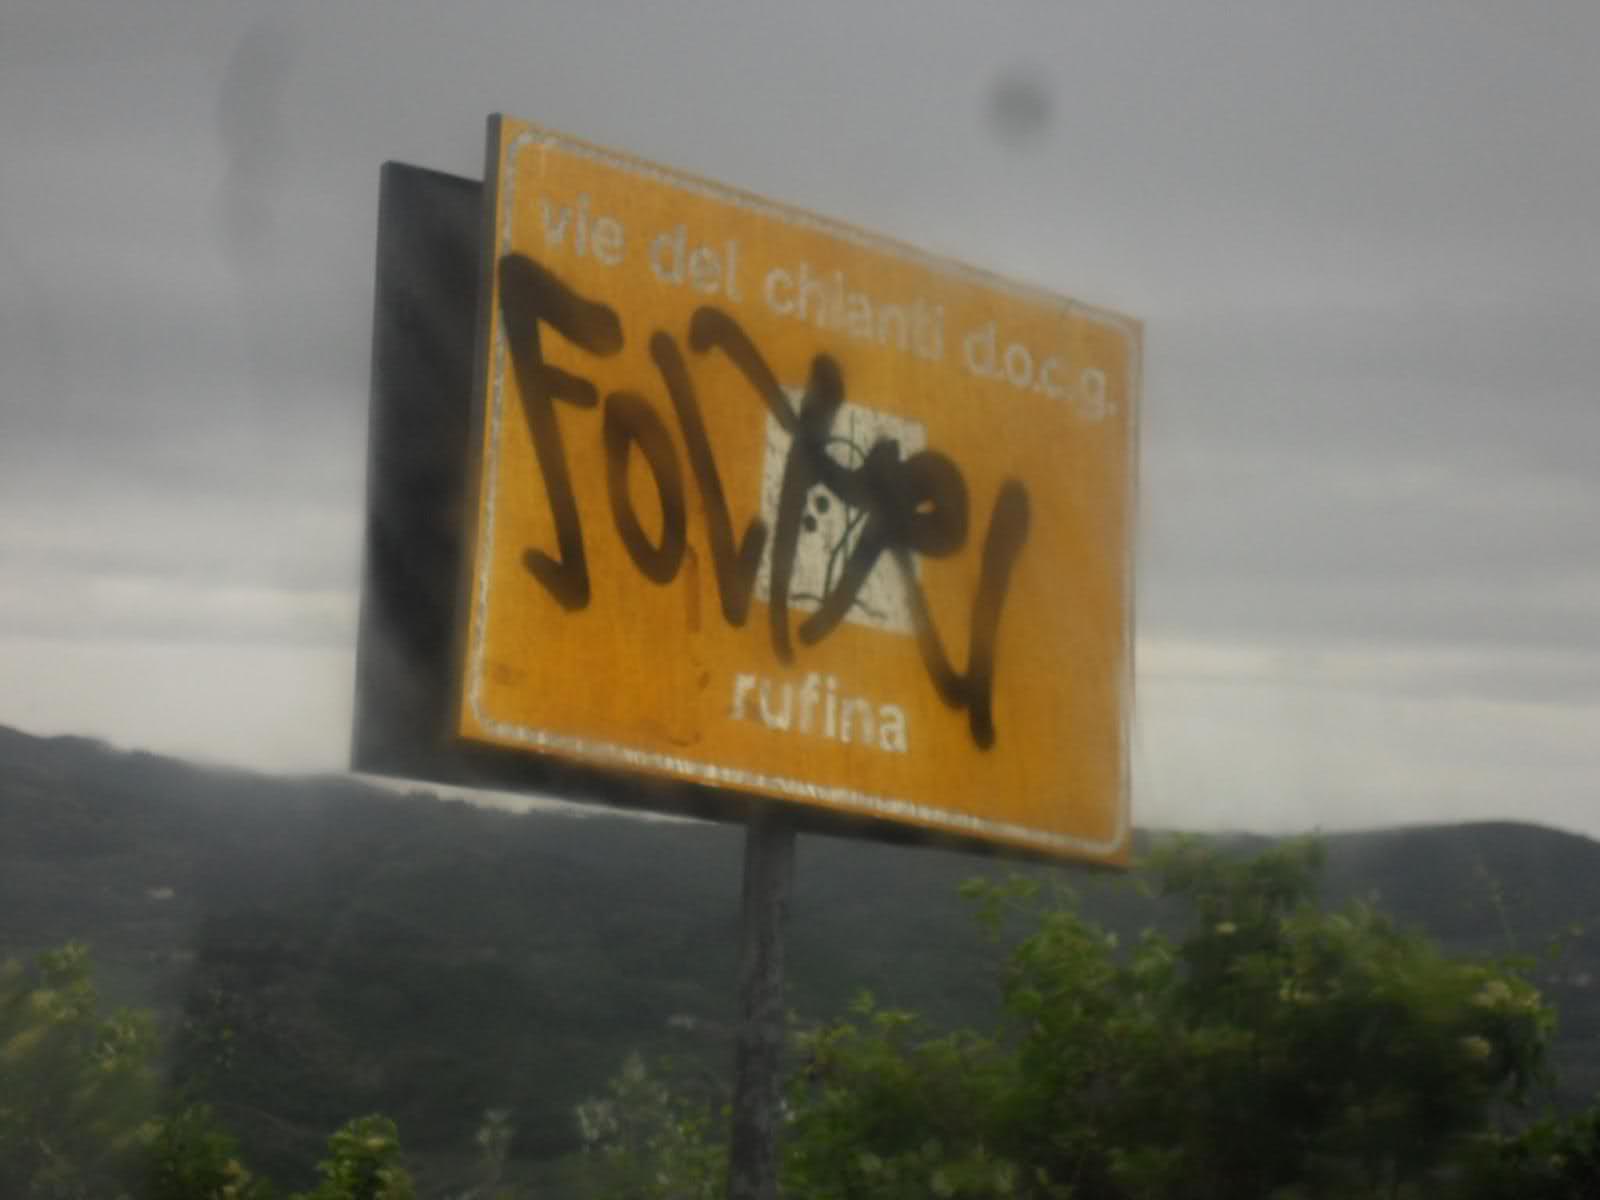 vie del chianti d.o.c.g.
rufina